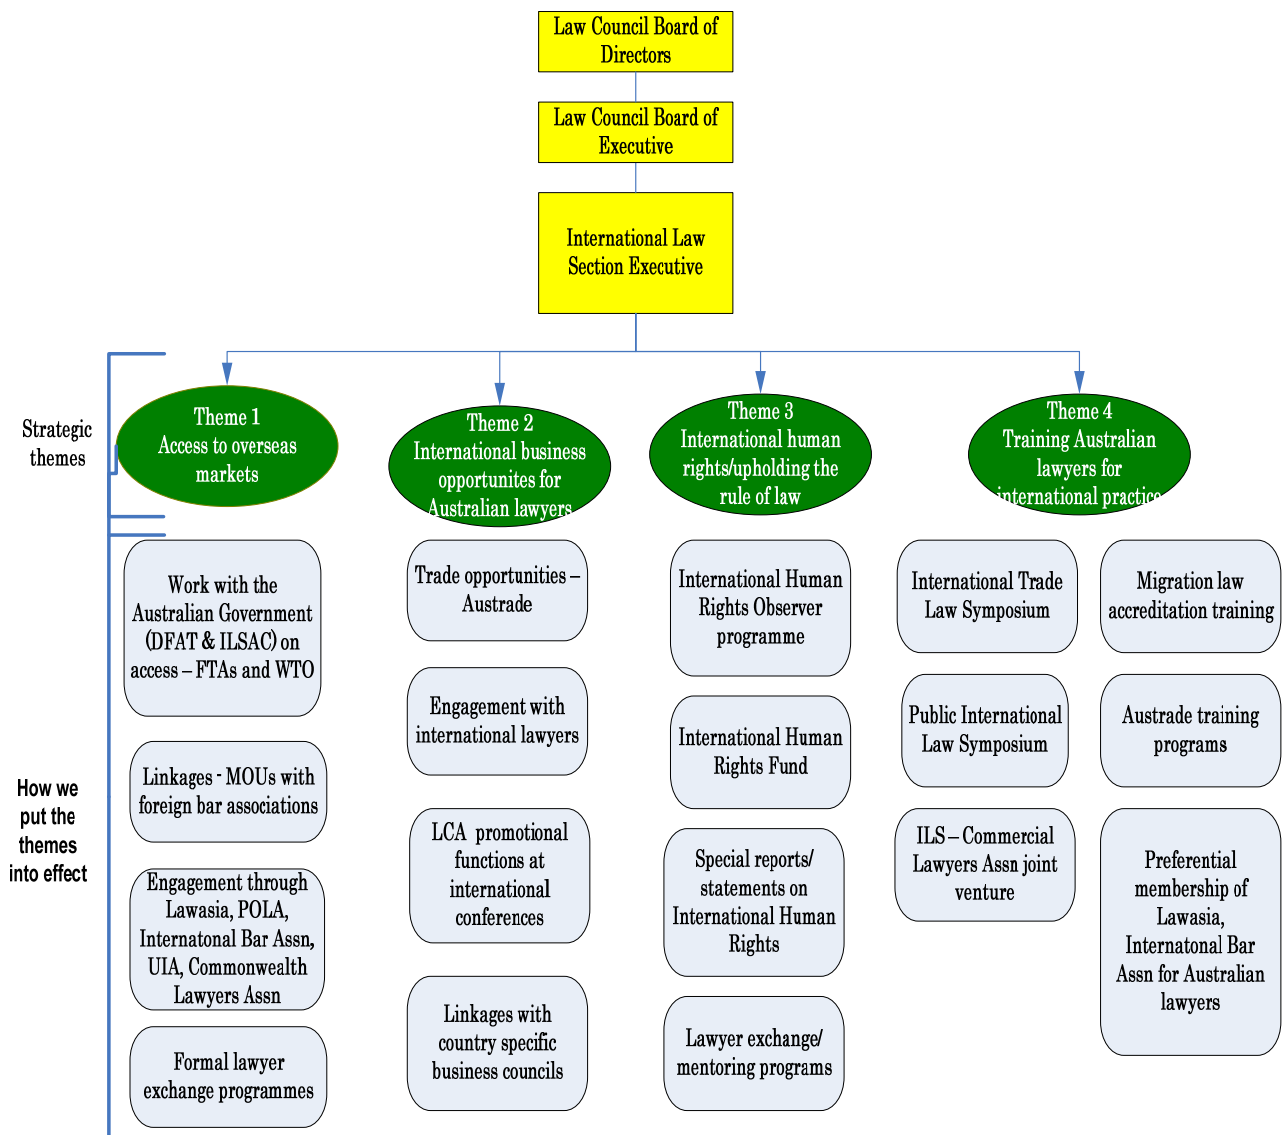 Law Council Board of
Directors
Law Council Board of
Executive
International Law
Section Executive
Strategic
themes
Theme 1
Access to overseas
markets
Theme 2
International business
opportunites for
Australian lawyers
Theme 3
International human
rights/upholding the
rule of law
Theme 4
Training Australian
lawyers for
international practice
How we
put the
themes
into effect
Work with the
Australian Government
(DFAT & ILSAC) on
access – FTAs and WTO
Linkages - MOUs with
foreign bar associations
Engagement through
Lawasia, POLA,
Internatonal Bar Assn,
UIA, Commonwealth
Lawyers Assn
Formal lawyer
exchange programmes
Trade opportunities –
Austrade
Engagement with
international lawyers
LCA  promotional
functions at
international
conferences
Linkages with
country specific
business councils
International Human
Rights Observer
programme
International Human
Rights Fund
Special reports/
statements on
International Human
Rights
Lawyer exchange/
mentoring programs
International Trade
Law Symposium
Public International
Law Symposium
ILS – Commercial
Lawyers Assn joint
venture
Migration law
accreditation training
Austrade training
programs
Preferential
membership of
Lawasia,
Internatonal Bar
Assn for Australian
lawyers